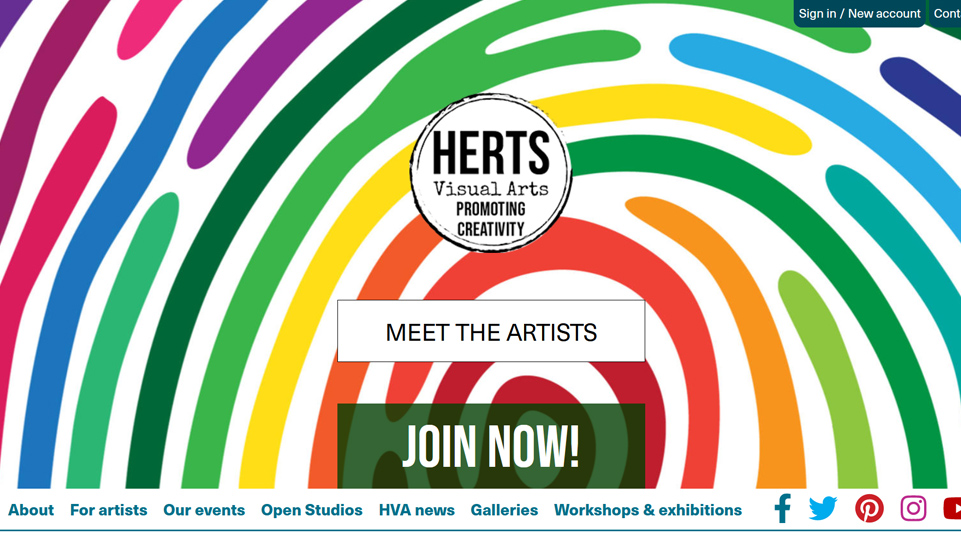 Sign in / New account
Cont
HERTS
Visual Arts
PROMOTING
CREATIVITY
MEET THE ARTISTS
JOIN NOW!
About For artists Our events Open Studios HVA news Galleries Workshops & exhibitions